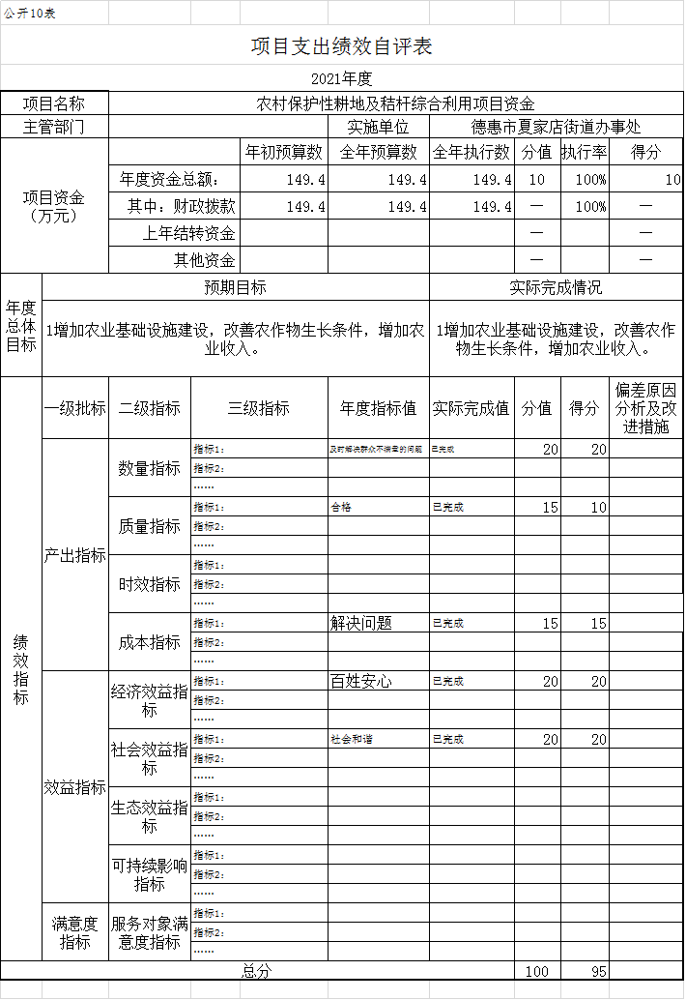 公开10表
项目支出绩效自评表
2021年度
项目名称 农村保护性耕地及秸秆综合利用项目资金
主管部门 实施单位 德惠市夏家店街道办事处
项目资金
（万元）
年初预算数 全年预算数 全年执行数 分值 执行率 得分
年度资金总额： 149.4 149.4 149.4 10 100% 10
其中：财政拨款 149.4 149.4 149.4 — 100% —
上年结转资金 — —
其他资金 — —
年度
总体
目标
预期目标 实际完成情况
1增加农业基础设施建设，改善农作物生长条件，增加农
业收入。
1增加农业基础设施建设，改善农作
物生长条件，增加农业收入。
绩
效
指
标
一级批标 二级指标 三级指标 年度指标值 实际完成值 分值 得分
偏差原因
分析及改
进措施
产出指标
数量指标
指标1： 及时解决群众不满意的问题 已完成 20 20
指标2：
……
质量指标
指标1： 合格 已完成 15 10
指标2：
……
时效指标
指标1：
指标2：
……
成本指标
指标1： 解决问题 已完成 15 15
指标2：
……
效益指标
经济效益指
标
指标1： 百姓安心 已完成 20 20
指标2：
……
社会效益指
标
指标1： 社会和谐 已完成 20 20
指标2：
……
生态效益指
标
指标1：
指标2：
……
可持续影响
指标
指标1：
指标2：
……
满意度
指标
服务对象满
意度指标
指标1：
指标2：
……
总分 100 95